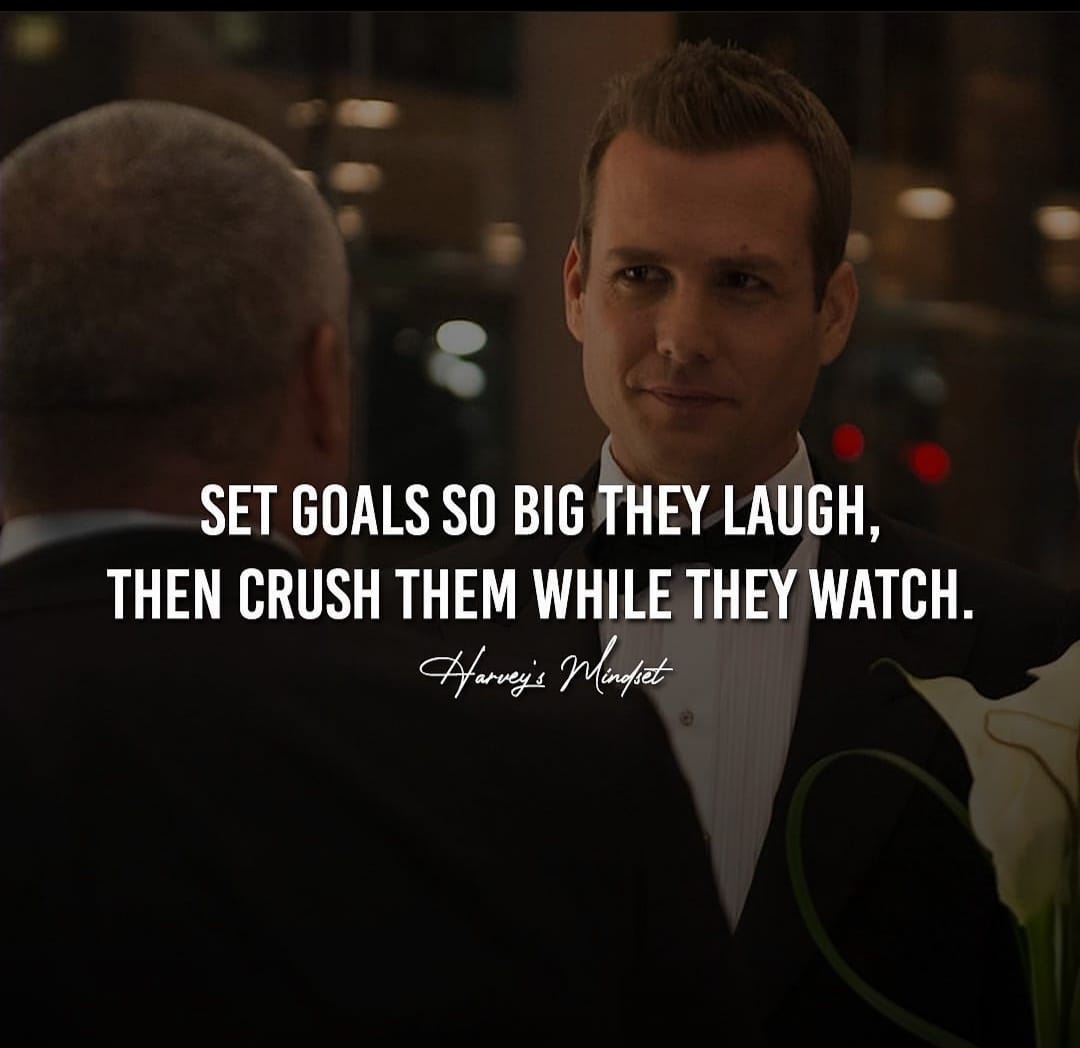 SET GOALS SO BIG THEY LAUGH,
THEN CRUSH THEM WHILE THEY WATCH.
Harvey's Mindset